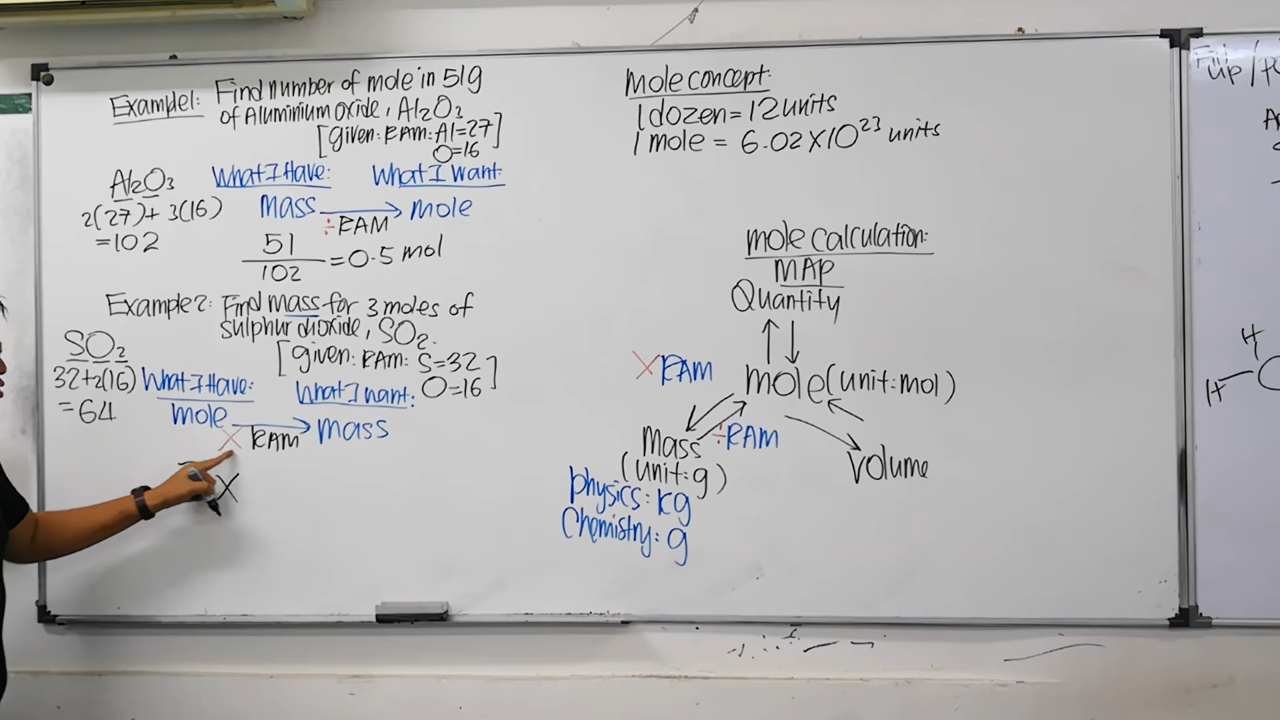 Example1: Find number of mole in 51g
of Aluminium oxide, Al2O3
[given: RAM: Al=27]
O=16
Al2O3
2(27)+ 3(16)
=102
What I Have: What I Want:
Mass → mole
÷RAM
51
102
=0.5 mol
Example2: Find mass for 3 moles of
sulphur dioxide, SO2.
[given: RAM: S=32]
O=16
SO2
32+2(16)
=64
What I Have: What I want:
mole → mass
× RAM
X
Mole concept:
1 dozen = 12 units
1 mole = 6.02 X 10²³ units
mole calculation:
MAP
Quantity
×RAM
mole (unit: mol)
÷RAM
Mass
(unit: g)
Volume
Physics: kg
Chemistry: g
up /
H
H